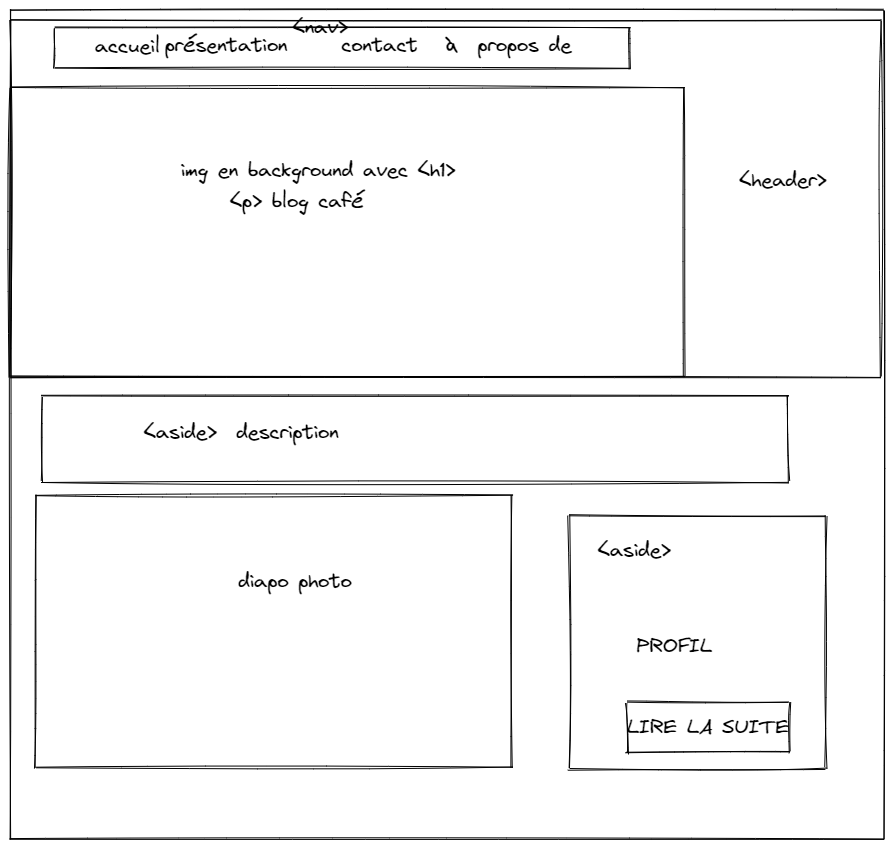 <nav>
accueil présentation contact à propos de
img en background avec <h1>
<p> blog café
<header>
<aside> description
diapo photo
<aside>
PROFIL
LIRE LA SUITE